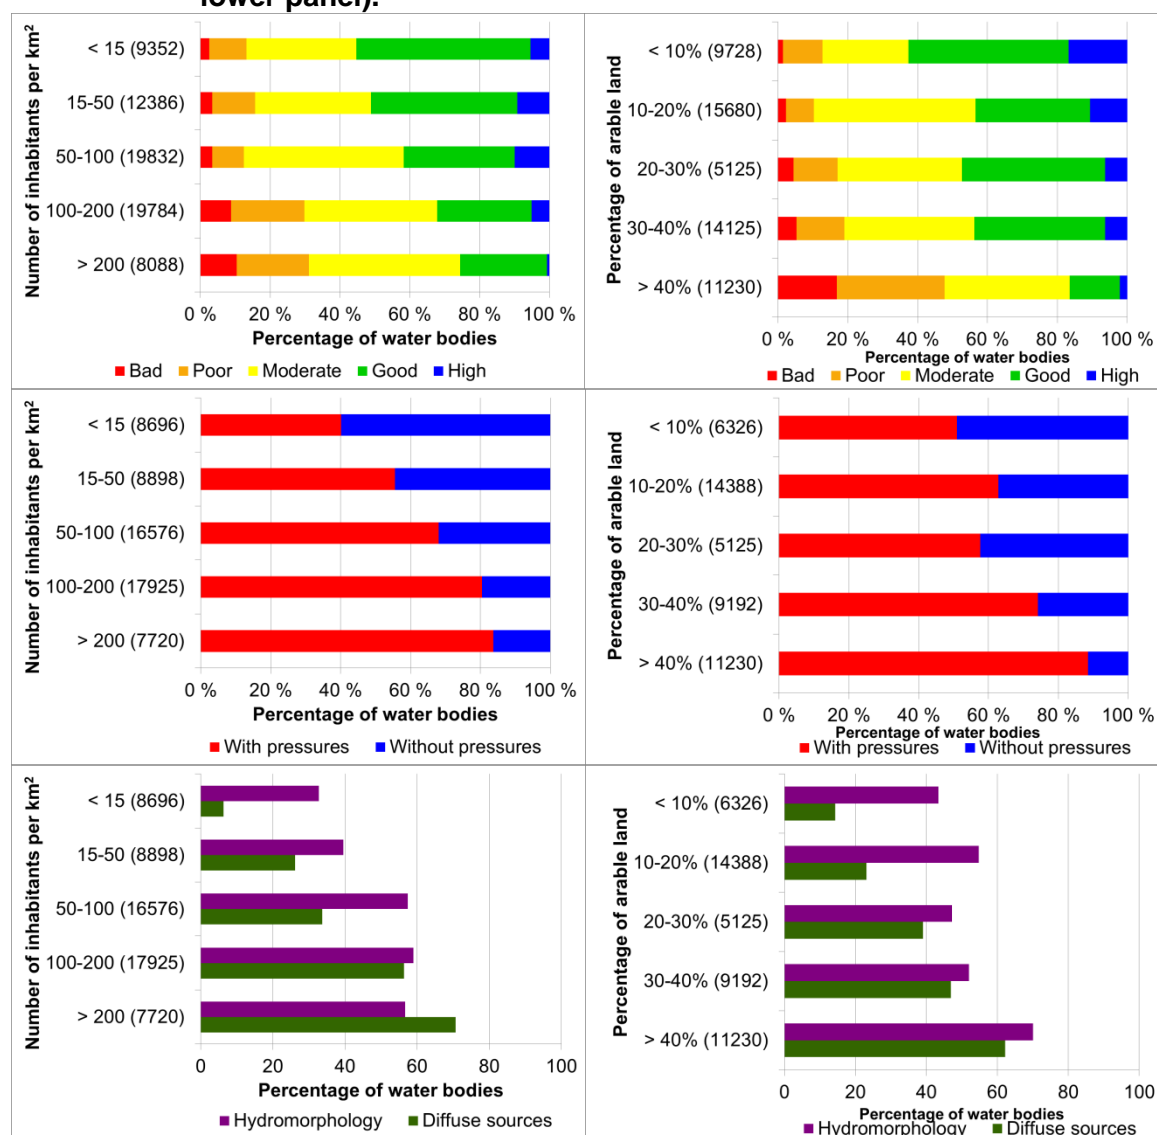 lower panel).
Number of inhabitants per km²
< 15 (9352)
15-50 (12386)
50-100 (19832)
100-200 (19784)
> 200 (8088)
0 % 20 % 40 % 60 % 80 % 100 %
Percentage of water bodies
Bad Poor Moderate Good High
Percentage of arable land
< 10% (9728)
10-20% (15680)
20-30% (5125)
30-40% (14125)
> 40% (11230)
0 % 20 % 40 % 60 % 80 % 100 %
Percentage of water bodies
Bad Poor Moderate Good High
Number of inhabitants per km²
< 15 (8696)
15-50 (8898)
50-100 (16576)
100-200 (17925)
> 200 (7720)
0 % 20 % 40 % 60 % 80 % 100 %
Percentage of water bodies
With pressures Without pressures
Percentage of arable land
< 10% (6326)
10-20% (14388)
20-30% (5125)
30-40% (9192)
> 40% (11230)
0 % 20 % 40 % 60 % 80 % 100 %
Percentage of water bodies
With pressures Without pressures
Number of inhabitants per km²
< 15 (8696)
15-50 (8898)
50-100 (16576)
100-200 (17925)
> 200 (7720)
0 20 40 60 80 100
Percentage of water bodies
Hydromorphology Diffuse sources
Percentage of arable land
< 10% (6326)
10-20% (14388)
20-30% (5125)
30-40% (9192)
> 40% (11230)
0 20 40 60 80 100
Percentage of water bodies
Hydromorphology Diffuse sources